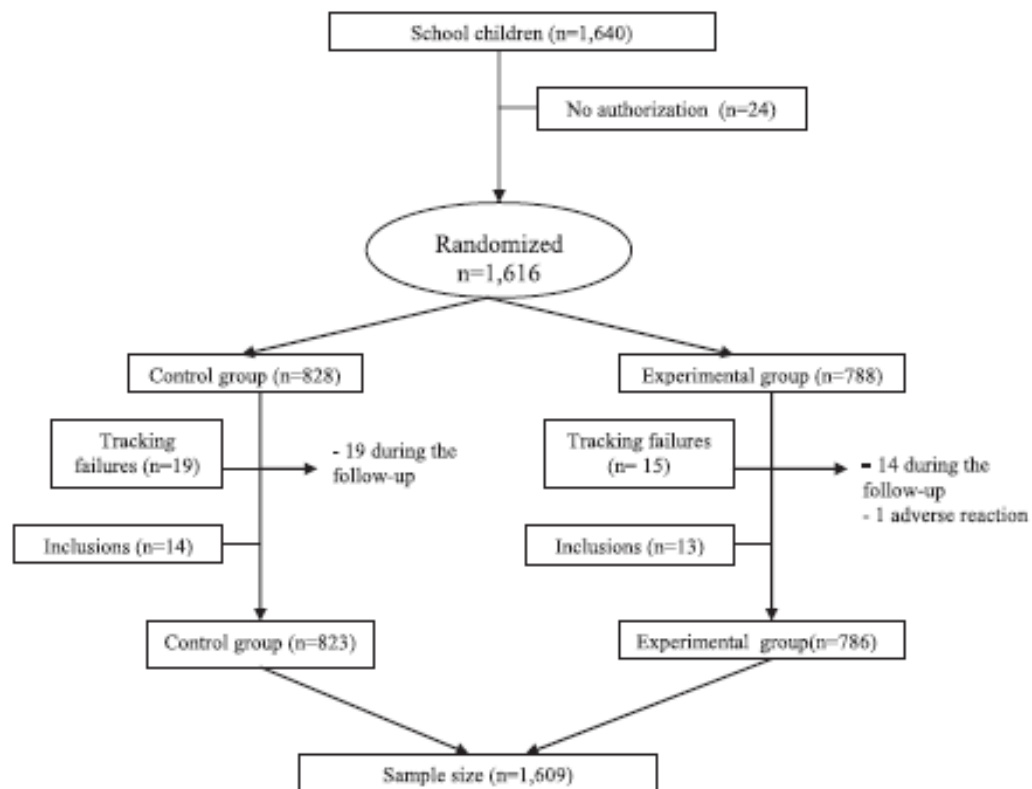 School children (n=1,640)
No authorization (n=24)
Randomized
n=1,616
Control group (n=828)
Experimental group (n=788)
Tracking
failures (n=19)
- 19 during the
follow-up
Tracking failures
(n= 15)
- 14 during the
follow-up
- 1 adverse reaction
Inclusions (n=14)
Inclusions (n=13)
Control group (n=823)
Experimental group(n=786)
Sample size (n=1,609)